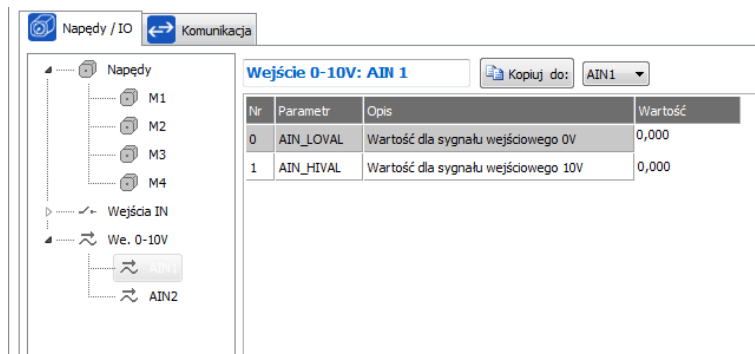 Napędy / IO Komunikacja
Napędy
M1
M2
M3
M4
Wejścia IN
We. 0-10V
AIN1
AIN2
Wejście 0-10V: AIN 1 Kopiuj do: AIN1
Nr Parametr Opis Wartość
0 AIN_LOVAL Wartość dla sygnału wejściowego 0V 0,000
1 AIN_HIVAL Wartość dla sygnału wejściowego 10V 0,000